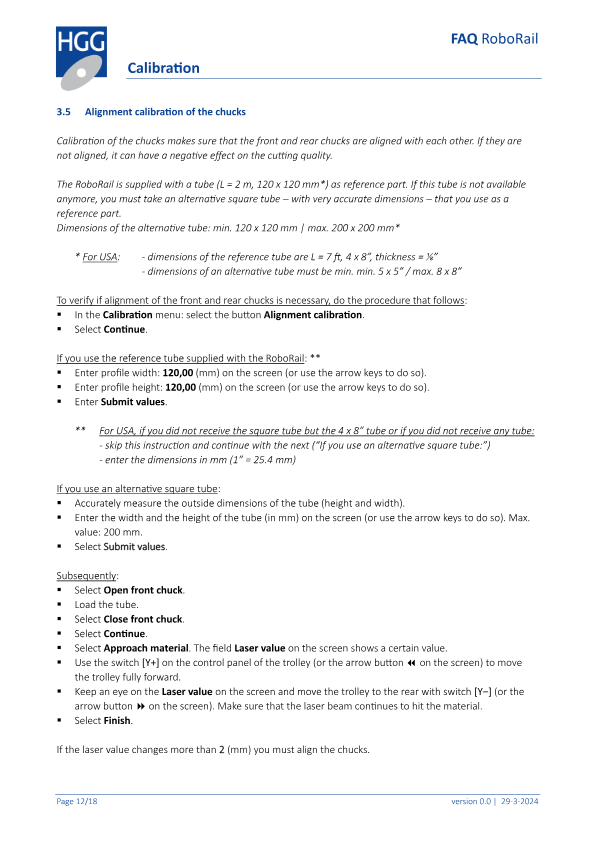 HGG
FAQ RoboRail
Calibration
3.5 Alignment calibration of the chucks
Calibration of the chucks makes sure that the front and rear chucks are aligned with each other. If they are
not aligned, it can have a negative effect on the cutting quality.
The RoboRail is supplied with a tube (L = 2 m, 120 x 120 mm*) as reference part. If this tube is not available
anymore, you must take an alternative square tube – with very accurate dimensions – that you use as a
reference part.
Dimensions of the alternative tube: min. 120 x 120 mm | max. 200 x 200 mm*
* For USA: - dimensions of the reference tube are L = 7 ft, 4 x 8”, thickness = ⅛”
- dimensions of an alternative tube must be min. min. 5 x 5” / max. 8 x 8”
To verify if alignment of the front and rear chucks is necessary, do the procedure that follows:
▪ In the Calibration menu: select the button Alignment calibration.
▪ Select Continue.
If you use the reference tube supplied with the RoboRail: **
▪ Enter profile width: 120,00 (mm) on the screen (or use the arrow keys to do so).
▪ Enter profile height: 120,00 (mm) on the screen (or use the arrow keys to do so).
▪ Enter Submit values.
** For USA, if you did not receive the square tube but the 4 x 8” tube or if you did not receive any tube:
- skip this instruction and continue with the next (“If you use an alternative square tube:”)
- enter the dimensions in mm (1” = 25.4 mm)
If you use an alternative square tube:
▪ Accurately measure the outside dimensions of the tube (height and width).
▪ Enter the width and the height of the tube (in mm) on the screen (or use the arrow keys to do so). Max.
value: 200 mm.
▪ Select Submit values.
Subsequently:
▪ Select Open front chuck.
▪ Load the tube.
▪ Select Close front chuck.
▪ Select Continue.
▪ Select Approach material. The field Laser value on the screen shows a certain value.
▪ Use the switch [Y+] on the control panel of the trolley (or the arrow button ⏪ on the screen) to move
the trolley fully forward.
▪ Keep an eye on the Laser value on the screen and move the trolley to the rear with switch [Y−] (or the
arrow button ⏩ on the screen). Make sure that the laser beam continues to hit the material.
▪ Select Finish.
If the laser value changes more than 2 (mm) you must align the chucks.
Page 12/18
version 0.0 | 29-3-2024